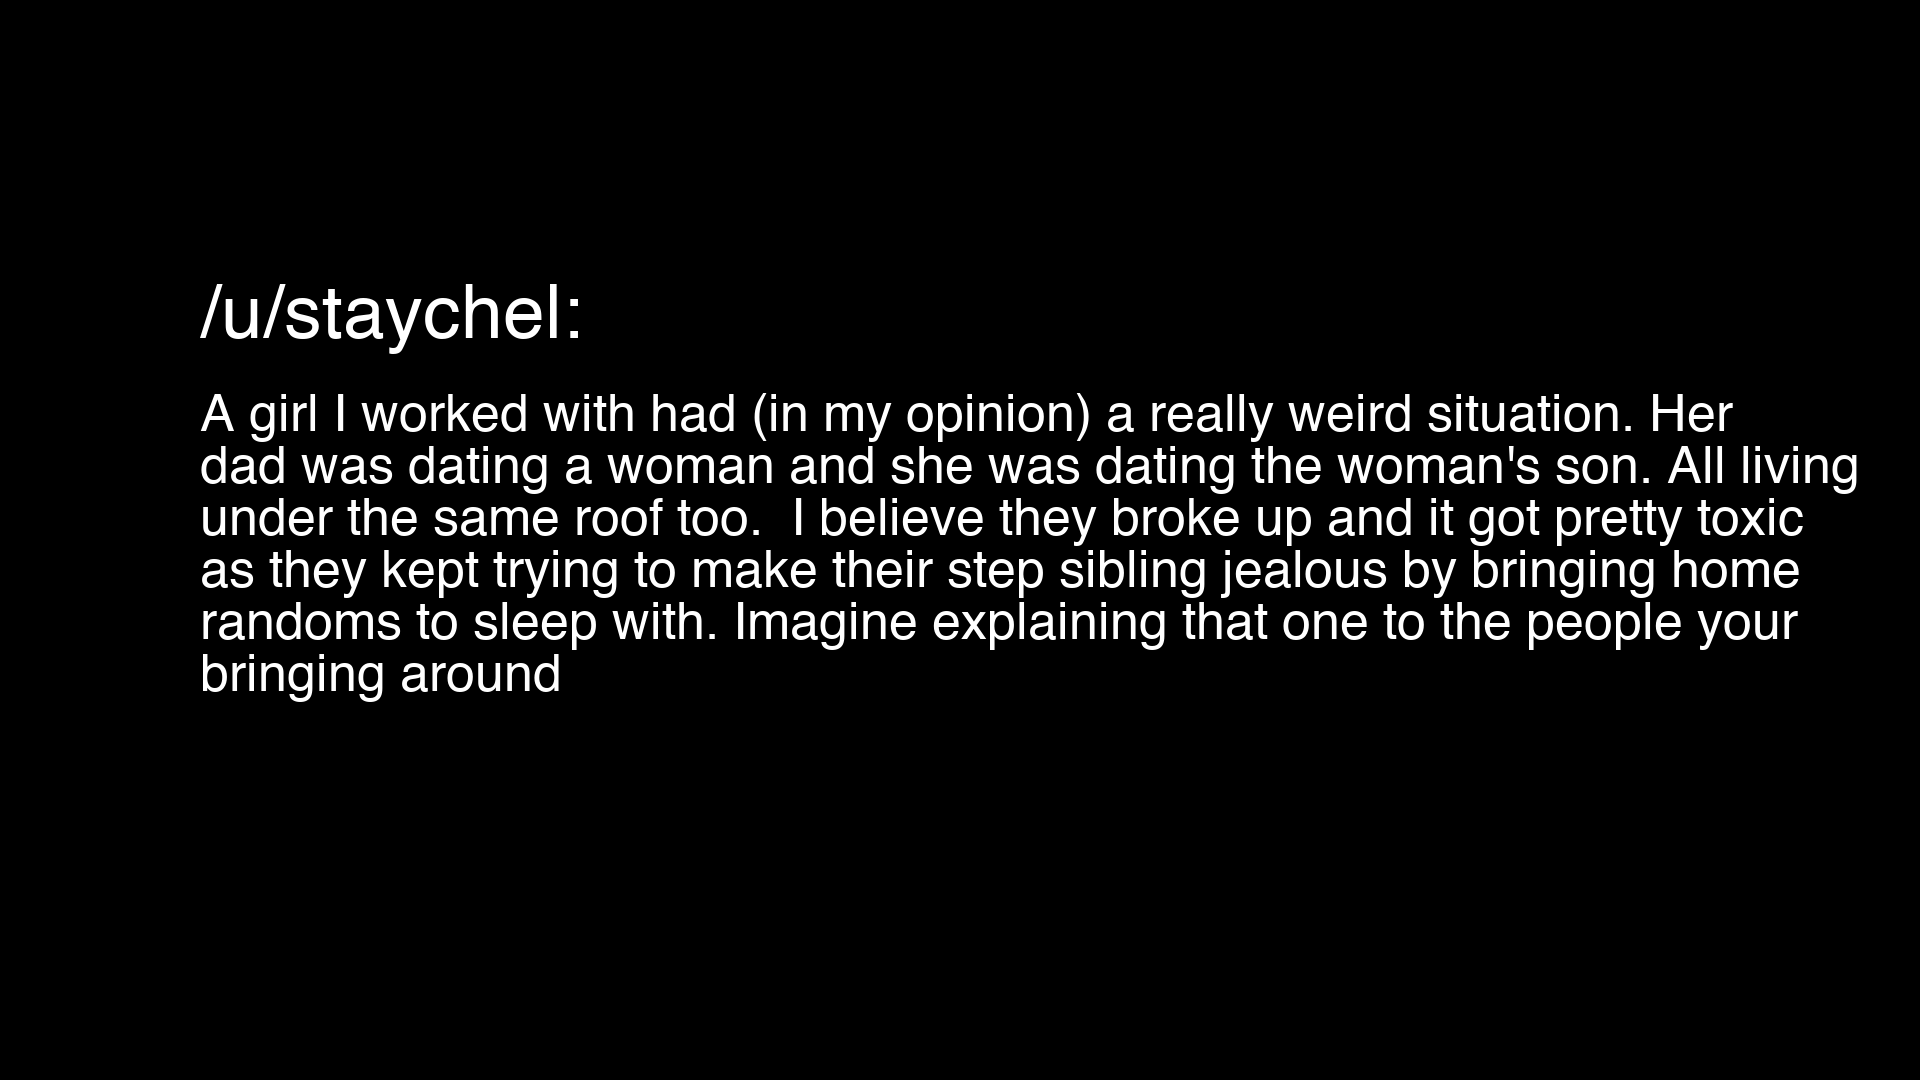 /u/staychel:
A girl I worked with had (in my opinion) a really weird situation. Her
dad was dating a woman and she was dating the woman's son. All living
under the same roof too.  I believe they broke up and it got pretty toxic
as they kept trying to make their step sibling jealous by bringing home
randoms to sleep with. Imagine explaining that one to the people your
bringing around